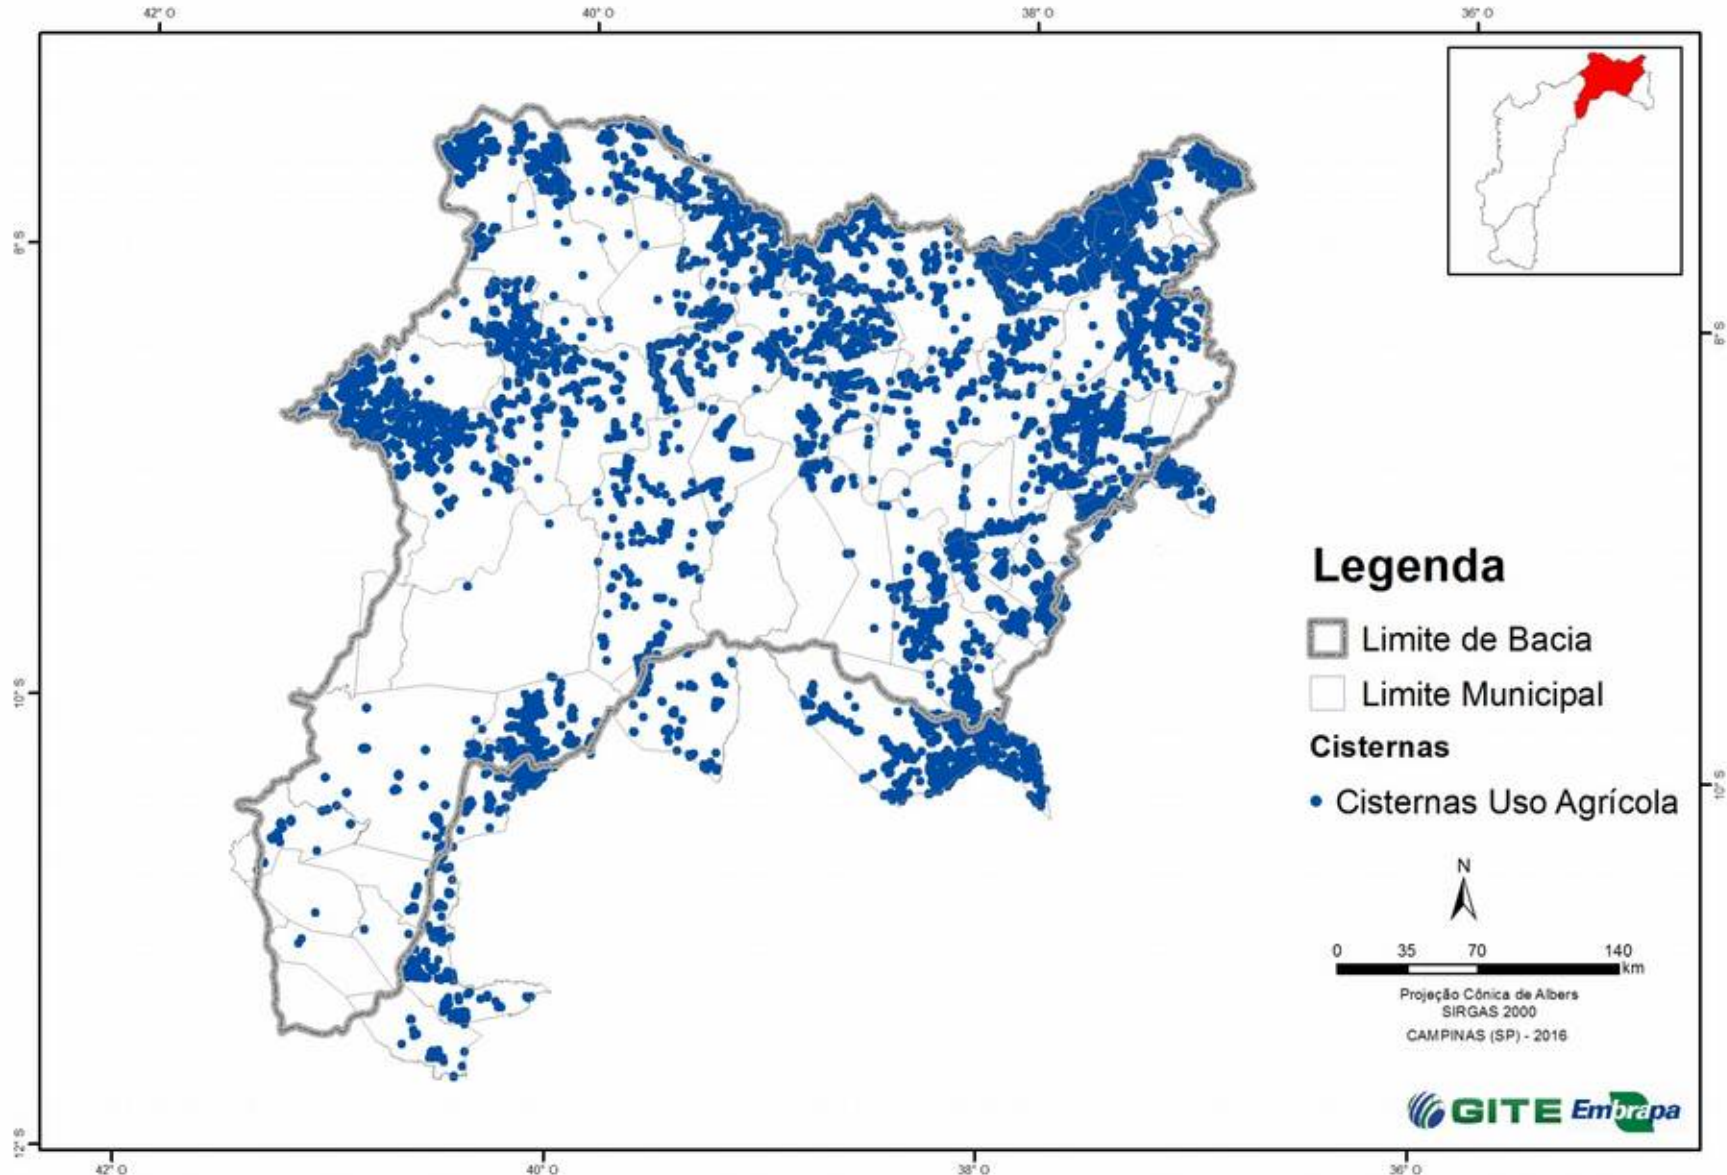 42° O 40° O 38° O 36° O
8° S
8° S
10° S
10° S
12° S
Legenda
Limite de Bacia
Limite Municipal
Cisternas
Cisternas Uso Agrícola
N
0 35 70 140
km
Projeção Cônica de Albers
SIRGAS 2000
CAMPINAS (SP) - 2016
GITE Embrapa
42° O 40° O 38° O 36° O